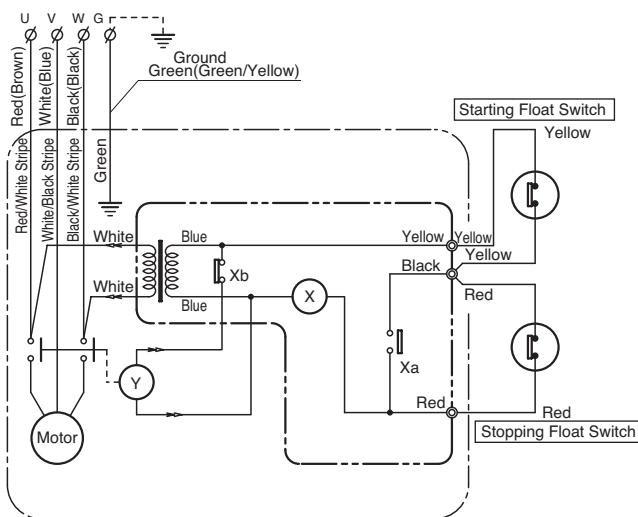 U V W G
Red(Brown)
White(Blue)
Black(Black)
Ground
Green(Green/Yellow)
Red/White Stripe
White/Black Stripe
Black/White Stripe
Green
Starting Float Switch
Yellow
White
Blue
Yellow
Yellow
Yellow
Black
Xb
White
Blue
X
Red
Xa
Y
Red
Red
Motor
Stopping Float Switch